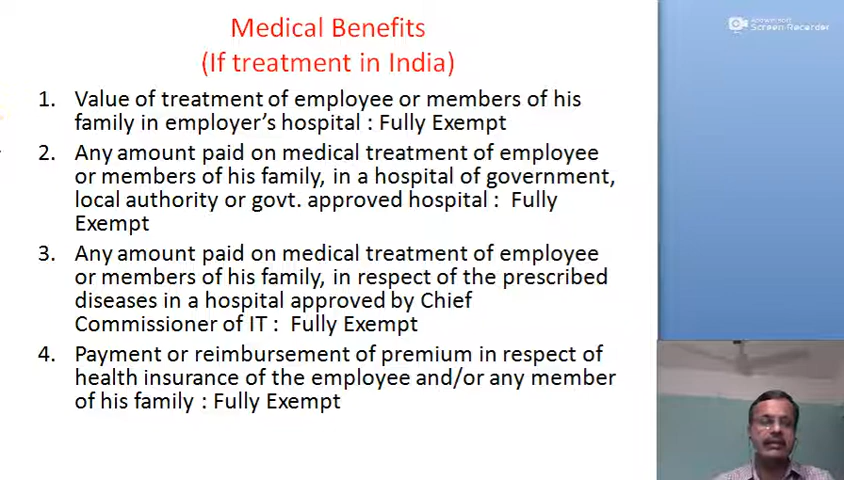 Medical Benefits
(If treatment in India)
1. Value of treatment of employee or members of his
family in employer's hospital : Fully Exempt
2. Any amount paid on medical treatment of employee
or members of his family, in a hospital of government,
local authority or govt. approved hospital : Fully
Exempt
3. Any amount paid on medical treatment of employee
or members of his family, in respect of the prescribed
diseases in a hospital approved by Chief
Commissioner of IT : Fully Exempt
4. Payment or reimbursement of premium in respect of
health insurance of the employee and/or any member
of his family : Fully Exempt
Screen Recorder